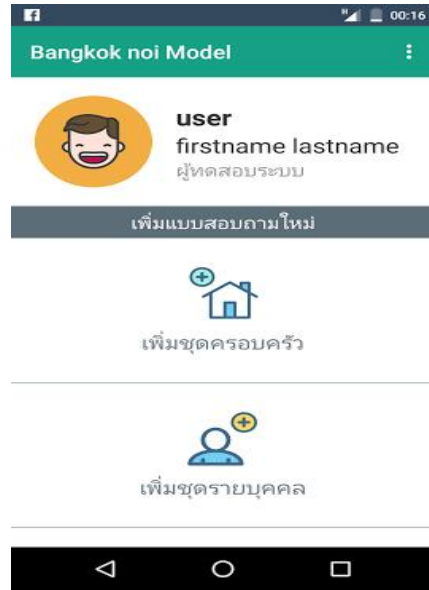 00:16
Bangkok noi Model
user
firstname lastname
ผู้ทดสอบระบบ
เพิ่มแบบสอบถามใหม่
เพิ่มชุดครอบครัว
เพิ่มชุดรายบุคคล